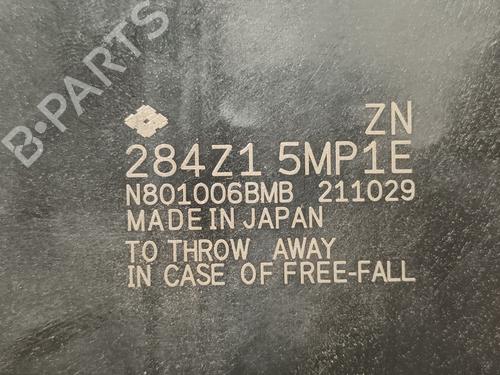 B-PARTS
ZN
284Z1 5MP1E
N801006BMB 211029
MADE IN JAPAN
TO THROW AWAY
IN CASE OF FREE-FALL